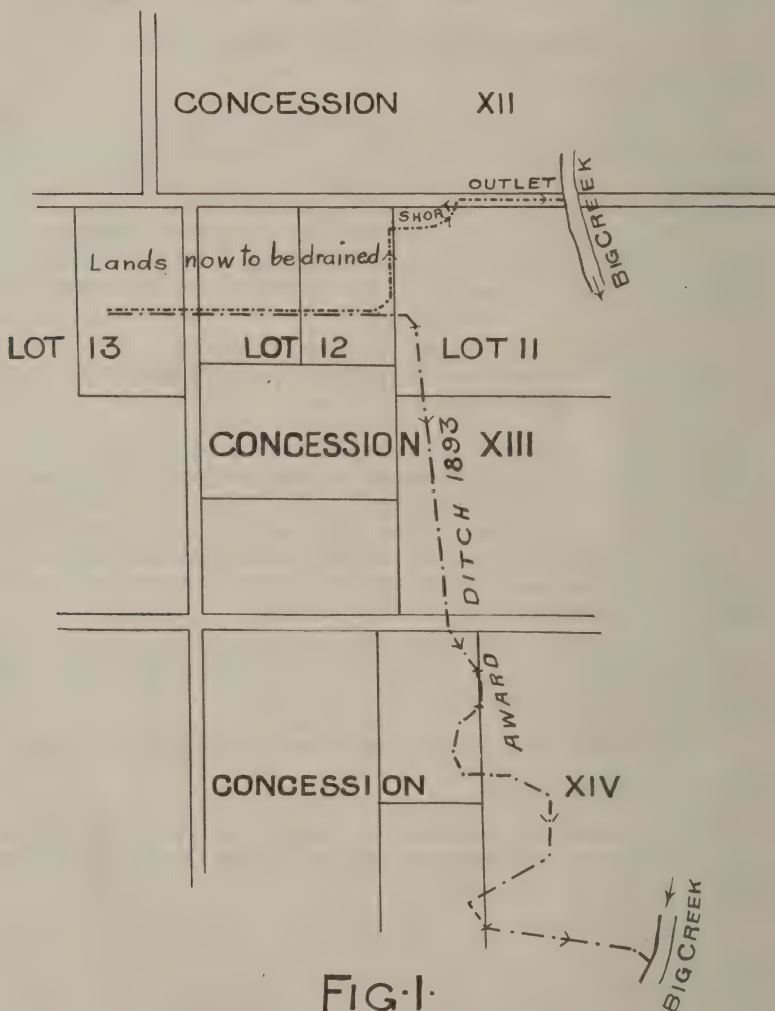 CONCESSION XII
OUTLET
SHORT
BIG CREEK
Lands now to be drained
LOT 13
LOT 12
LOT 11
CONCESSION XIII
DITCH 1893
AWARD
CONCESSION XIV
BIG CREEK
FIG·1·